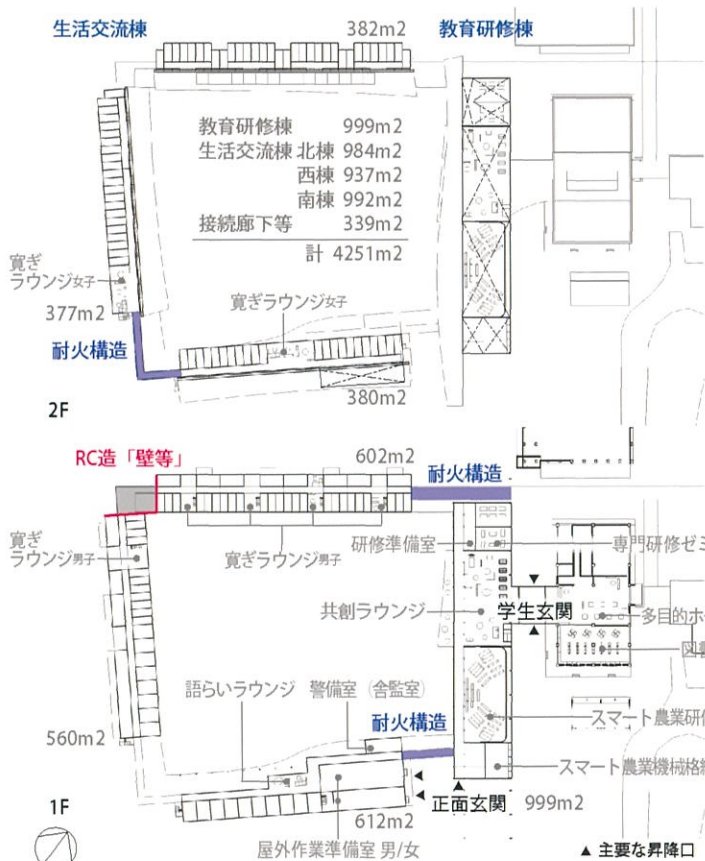 生活交流棟
382m2
教育研修棟
教育研修棟 999m2
生活交流棟 北棟 984m2
西棟 937m2
南棟 992m2
接続廊下等 339m2
計 4251m2
寛ぎ
ラウンジ女子
377m2
寛ぎラウンジ女子
耐火構造
380m2
2F
RC造「壁等」
602m2
耐火構造
寛ぎ
ラウンジ男子
寛ぎラウンジ男子
研修準備室
専門研修ゼミ
共創ラウンジ
学生玄関
多目的ホ
図書
語らいラウンジ
警備室（舎監室）
耐火構造
スマート農業研修
560m2
スマート農業機械格納
1F
正面玄関
999m2
612m2
屋外作業準備室 男/女
▲ 主要な昇降口